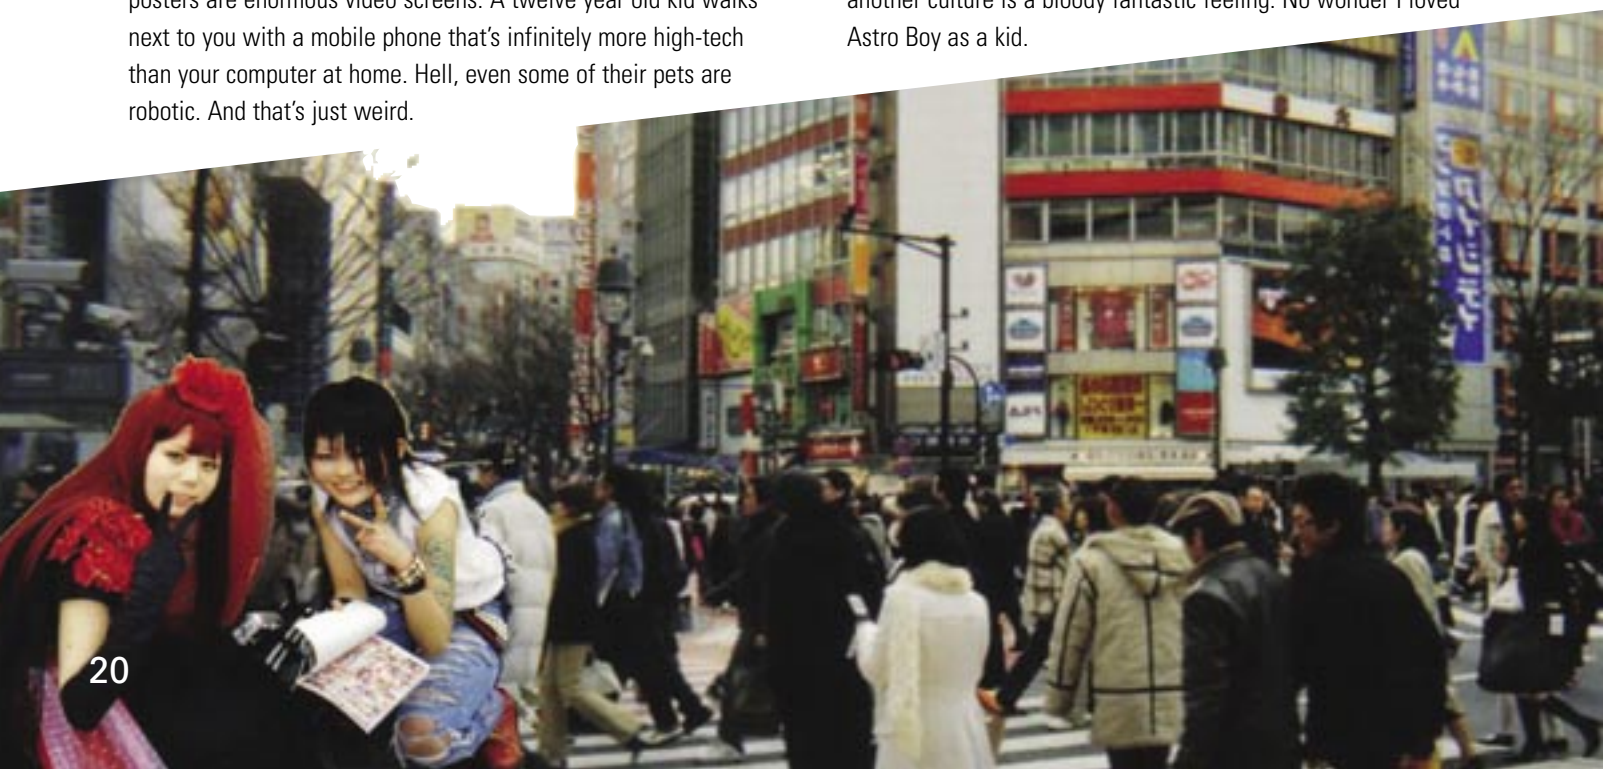 posters are enormous video screens. A twelve year old kid walks
next to you with a mobile phone that's infinitely more high-tech
than your computer at home. Hell, even some of their pets are
robotic. And that's just weird.
another culture is a bloody fantastic feeling. No wonder I loved
Astro Boy as a kid.
20